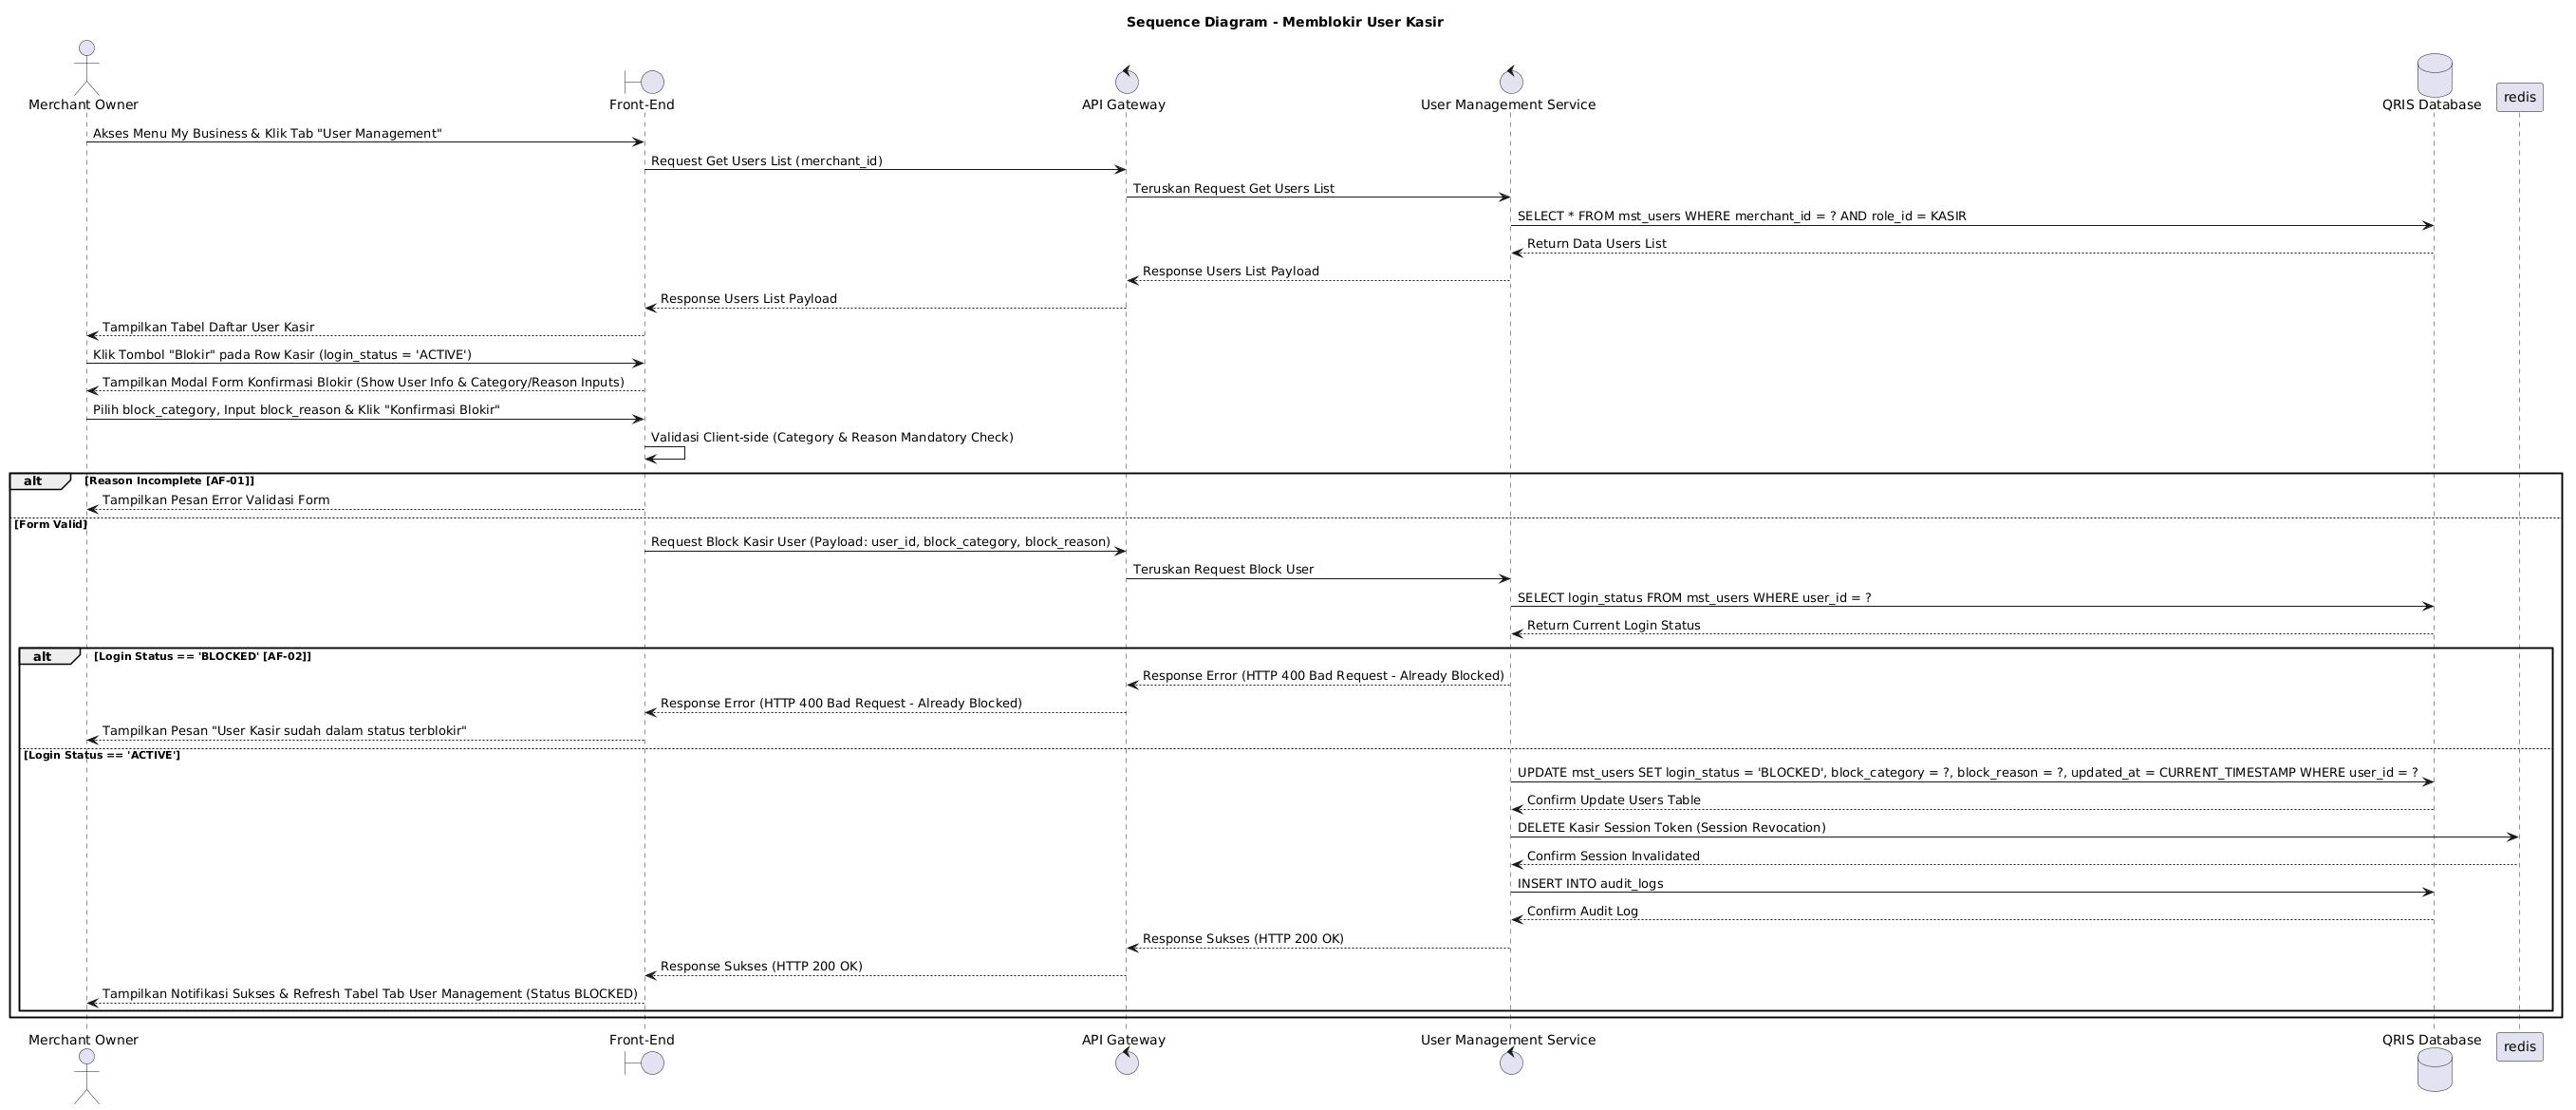 Sequence Diagram - Memblokir User Kasir
Merchant Owner
Front-End
API Gateway
User Management Service
QRIS Database
redis
Akses Menu My Business & Klik Tab "User Management"
Request Get Users List (merchant_id)
Teruskan Request Get Users List
SELECT * FROM mst_users WHERE merchant_id = ? AND role_id = KASIR
Return Data Users List
Response Users List Payload
Response Users List Payload
Tampilkan Tabel Daftar User Kasir
Klik Tombol "Blokir" pada Row Kasir (login_status = 'ACTIVE')
Tampilkan Modal Form Konfirmasi Blokir (Show User Info & Category/Reason Inputs)
Pilih block_category, Input block_reason & Klik "Konfirmasi Blokir"
Validasi Client-side (Category & Reason Mandatory Check)
alt [Reason Incomplete [AF-01]]
Tampilkan Pesan Error Validasi Form
[Form Valid]
Request Block Kasir User (Payload: user_id, block_category, block_reason)
Teruskan Request Block User
SELECT login_status FROM mst_users WHERE user_id = ?
Return Current Login Status
alt [Login Status == 'BLOCKED' [AF-02]]
Response Error (HTTP 400 Bad Request - Already Blocked)
Response Error (HTTP 400 Bad Request - Already Blocked)
Tampilkan Pesan "User Kasir sudah dalam status terblokir"
[Login Status == 'ACTIVE']
UPDATE mst_users SET login_status = 'BLOCKED', block_category = ?, block_reason = ?, updated_at = CURRENT_TIMESTAMP WHERE user_id = ?
Confirm Update Users Table
DELETE Kasir Session Token (Session Revocation)
Confirm Session Invalidated
INSERT INTO audit_logs
Confirm Audit Log
Response Sukses (HTTP 200 OK)
Response Sukses (HTTP 200 OK)
Tampilkan Notifikasi Sukses & Refresh Tabel Tab User Management (Status BLOCKED)
Merchant Owner
Front-End
API Gateway
User Management Service
QRIS Database
redis